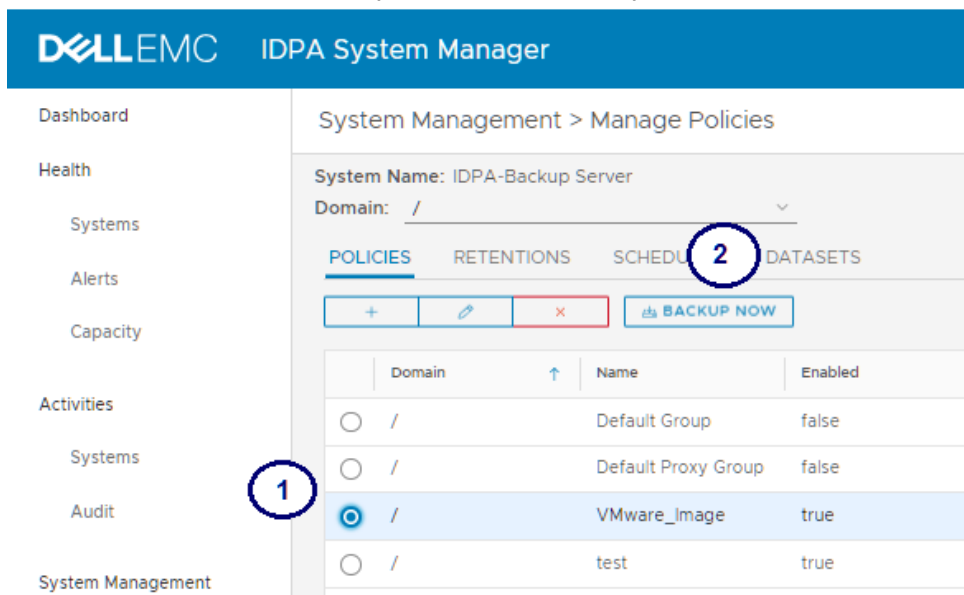 DELLEMC IDPA System Manager
Dashboard
Health
Systems
Alerts
Capacity
Activities
Systems
Audit
System Management
System Management > Manage Policies
System Name: IDPA-Backup Server
Domain: /
POLICIES RETENTIONS SCHEDU 2 DATASETS
+ × BACKUP NOW
Domain ↑ Name Enabled
/ Default Group false
/ Default Proxy Group false
1
/ VMware_Image true
/ test true